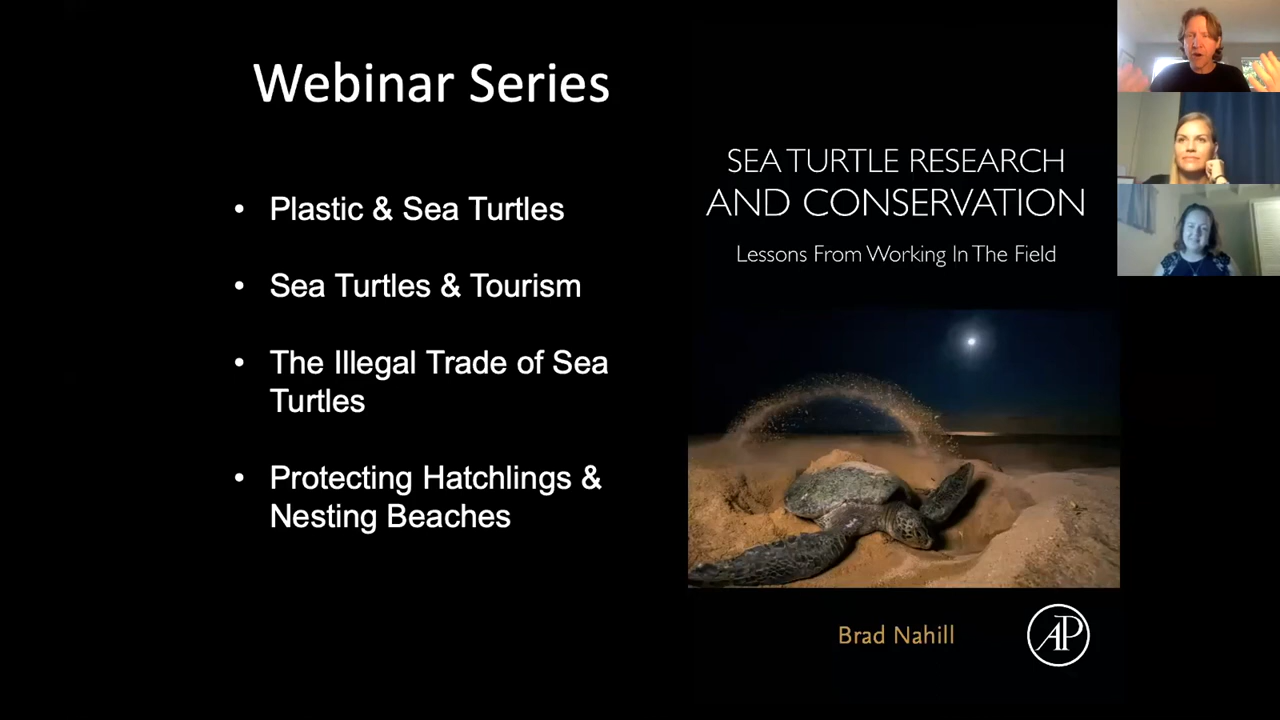 Webinar Series
• Plastic & Sea Turtles
• Sea Turtles & Tourism
• The Illegal Trade of Sea
Turtles
• Protecting Hatchlings &
Nesting Beaches
SEA TURTLE RESEARCH
AND CONSERVATION
Lessons From Working In The Field
Brad Nahill
AP